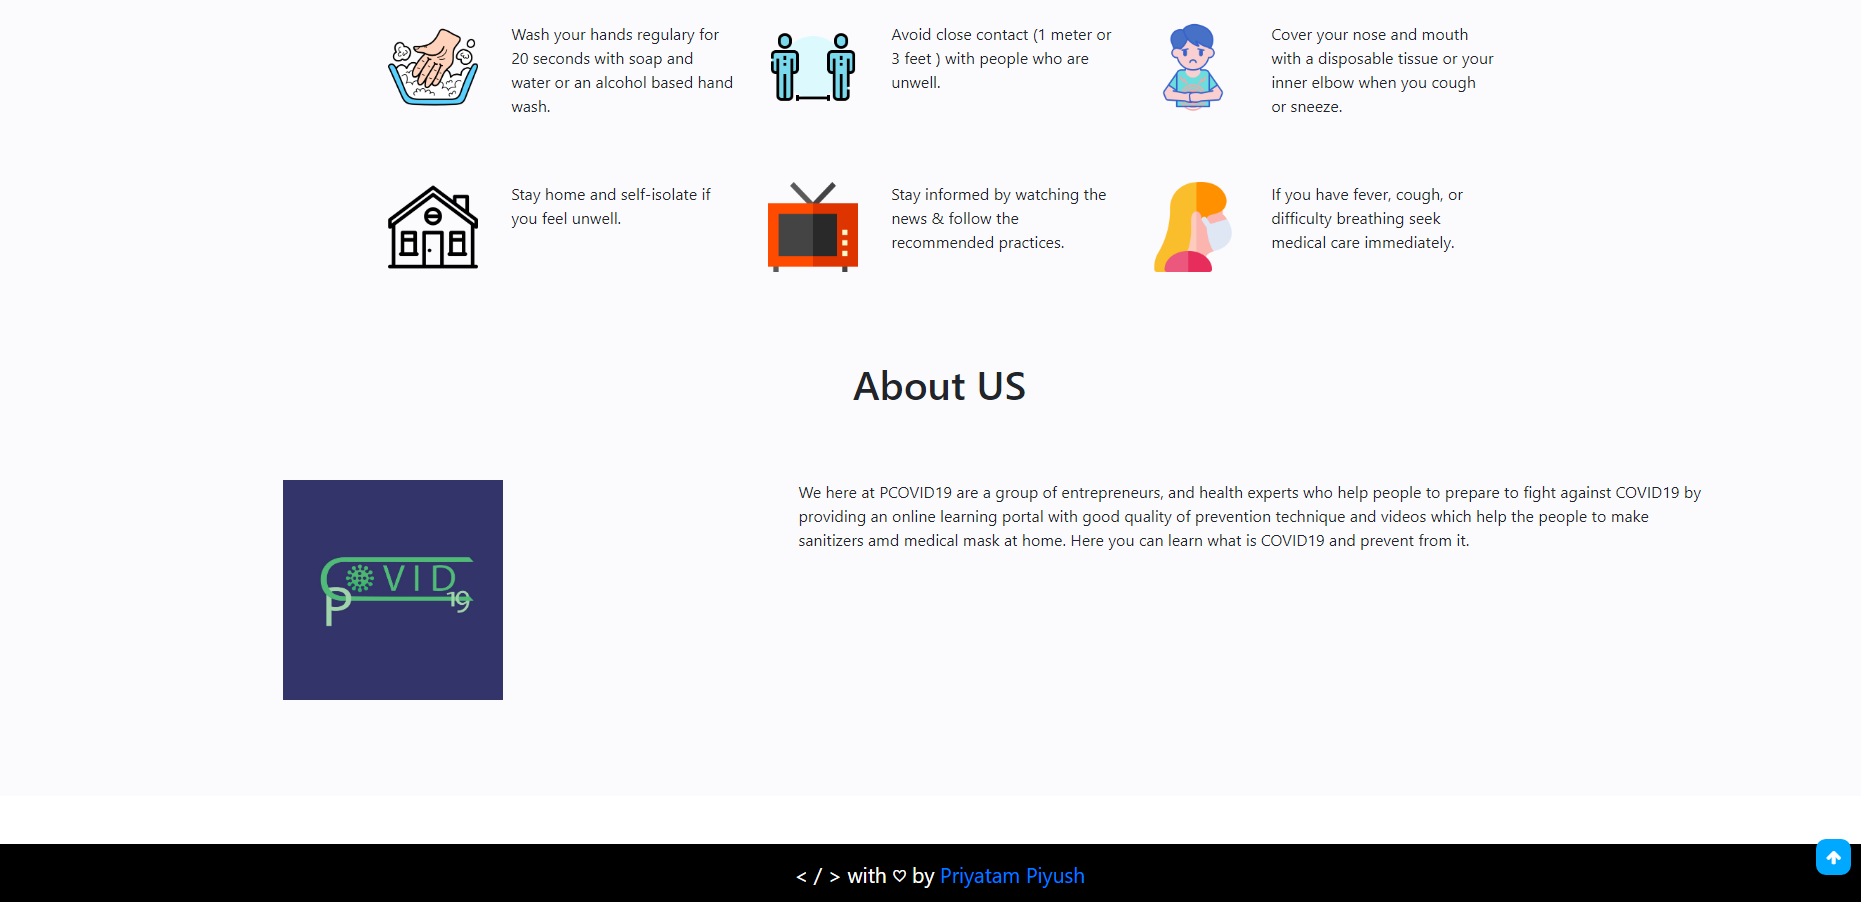 Wash your hands regulary for
20 seconds with soap and
water or an alcohol based hand
wash.
Avoid close contact (1 meter or
3 feet ) with people who are
unwell.
Cover your nose and mouth
with a disposable tissue or your
inner elbow when you cough
or sneeze.
Stay home and self-isolate if
you feel unwell.
Stay informed by watching the
news & follow the
recommended practices.
If you have fever, cough, or
difficulty breathing seek
medical care immediately.
About US
COVID
P 19
We here at PCOVID19 are a group of entrepreneurs, and health experts who help people to prepare to fight against COVID19 by
providing an online learning portal with good quality of prevention technique and videos which help the people to make
sanitizers amd medical mask at home. Here you can learn what is COVID19 and prevent from it.
< / > with ♡ by Priyatam Piyush